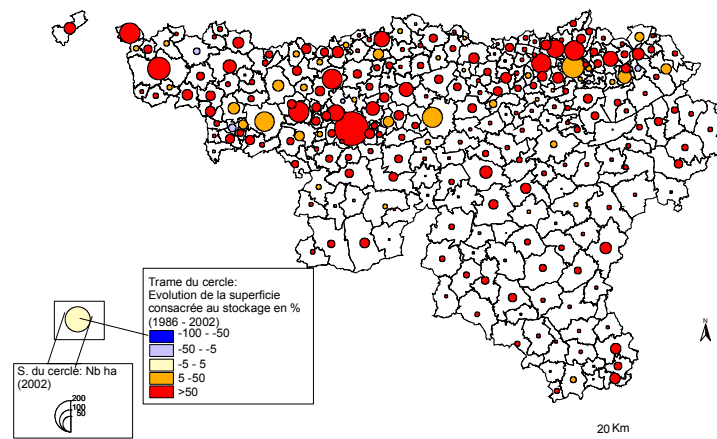 Trame du cercle:
Evolution de la superficie
consacrée au stockage en %
(1986 - 2002)
-100 - -50
-50 - -5
-5 - 5
5 -50
>50
S. du cercle: Nb ha
(2002)
200
100
50
N
20 Km